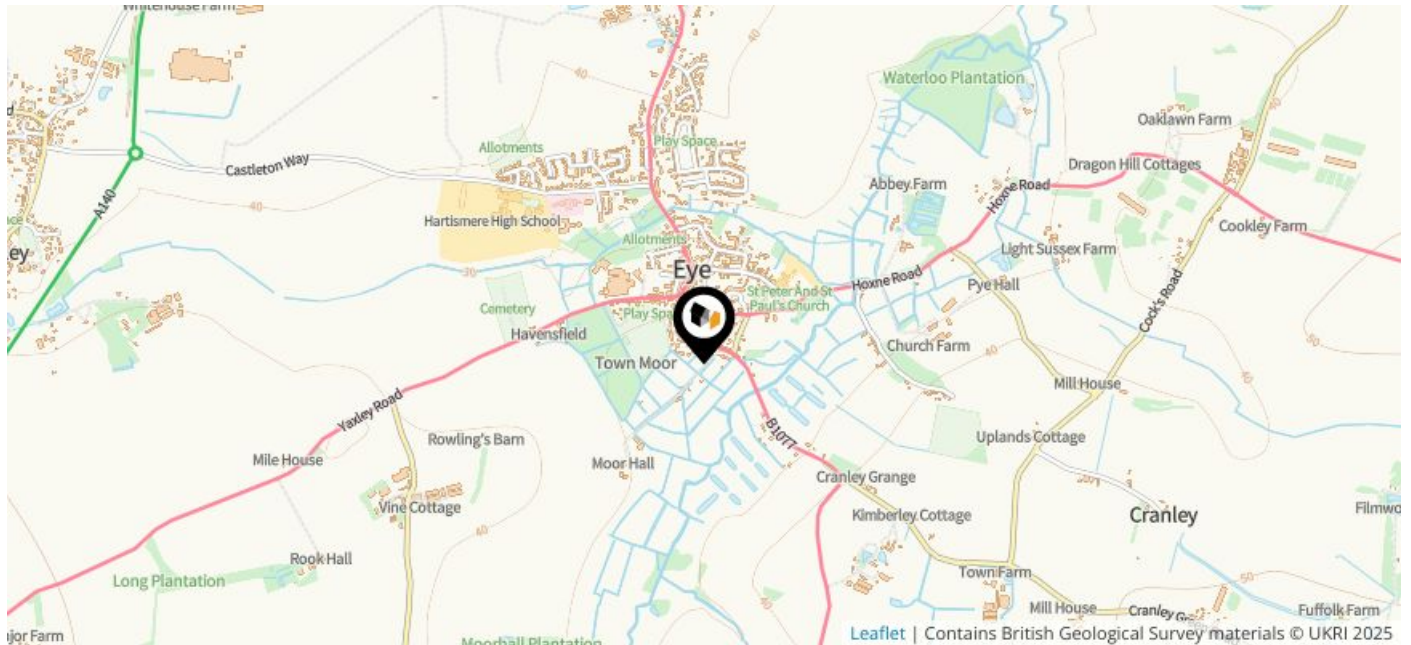 Whitehouse Farm
Waterloo Plantation
Oaklawn Farm
Play Space
Allotments
Castleton Way
40
40
40
40
Dragon Hill Cottages
Abbey Farm
Hoxne Road
A140
Hartismere High School
Cookley Farm
Allotments
Light Sussex Farm
ey
30
Eye
Hoxne Road
Pye Hall
Cock's Road
St Peter And St
Paul's Church
Cemetery
Play Spa
Havensfield
Church Farm
Town Moor
Mill House
Yaxley Road
B1077
Rowling's Barn
Uplands Cottage
Mile House
Moor Hall
Cranley Grange
40
40
Vine Cottage
Kimberley Cottage
Cranley
Filmwo
Rook Hall
Long Plantation
Town Farm
50
40
Mill House
Cranley Gr
Fuffolk Farm
ajor Farm
Moorhall Plantation
Leaflet | Contains British Geological Survey materials © UKRI 2025